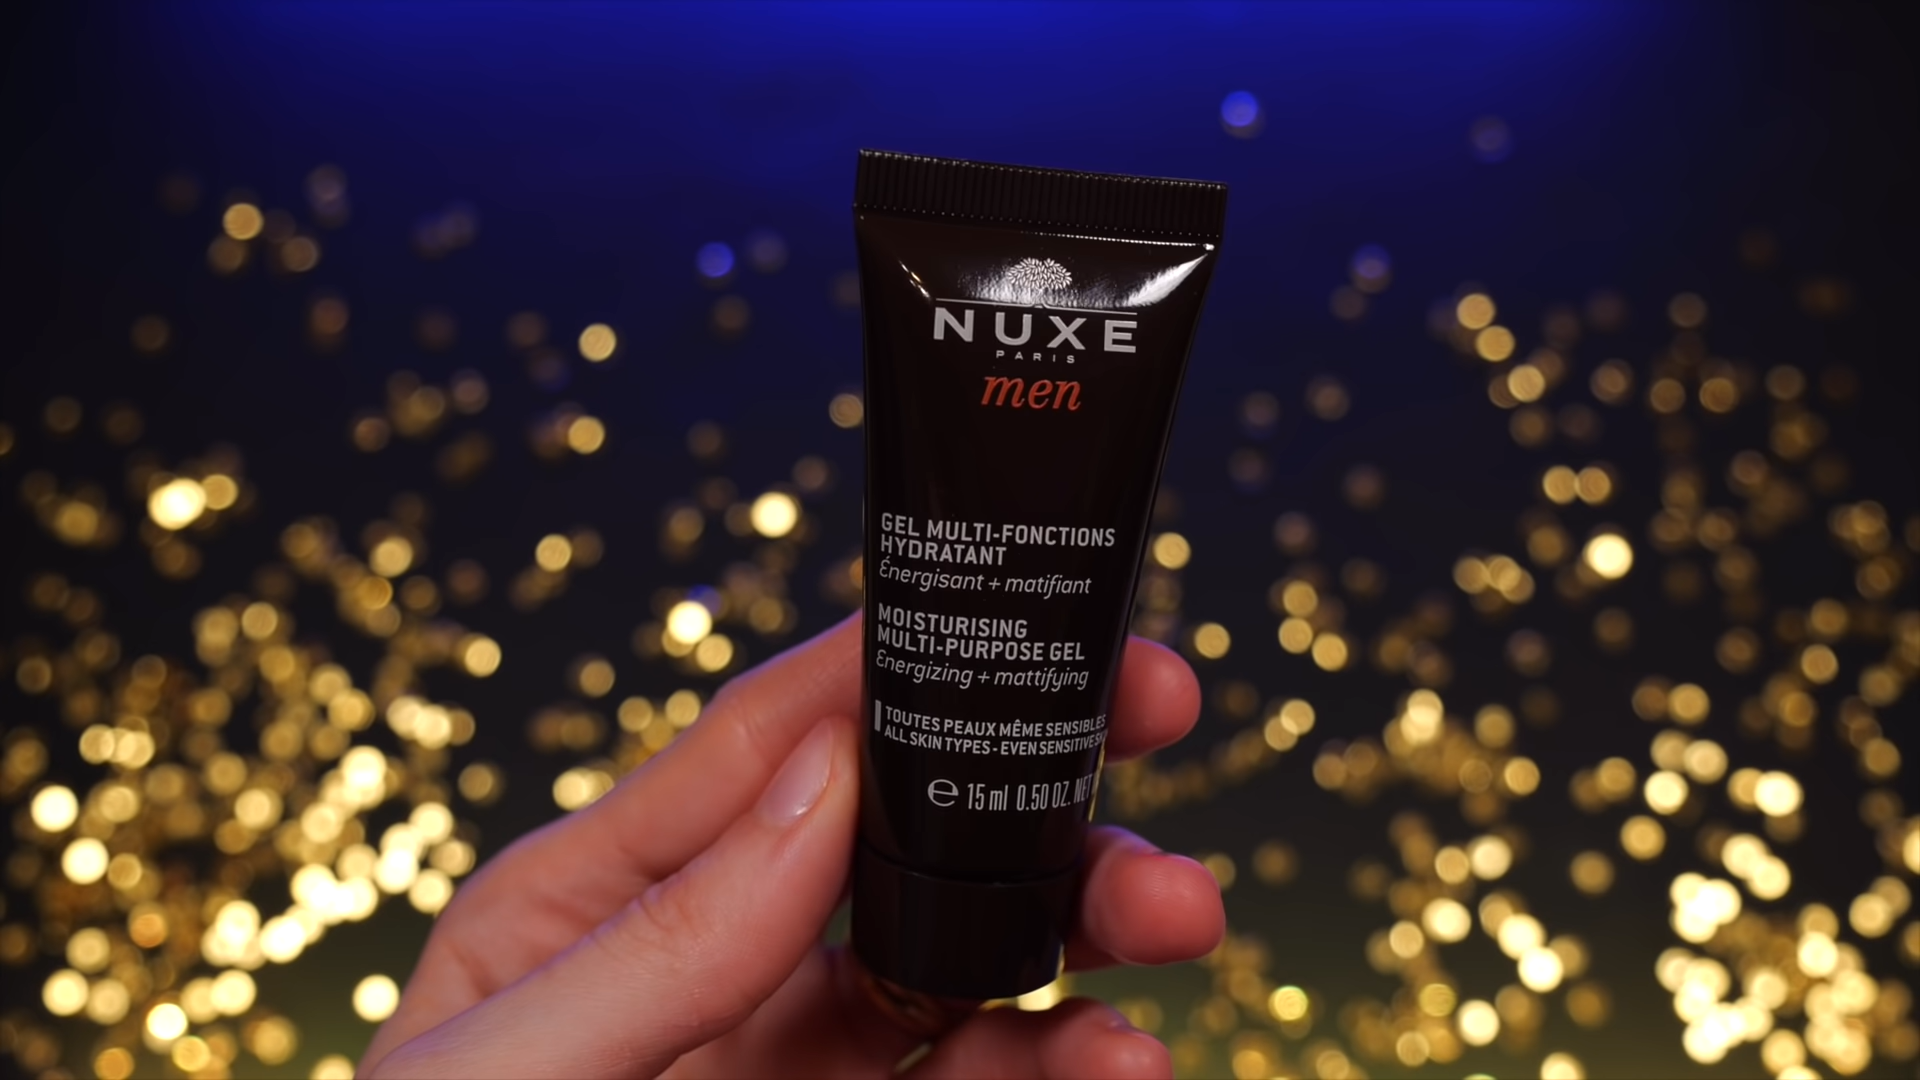 NUXE
PARIS
men
GEL MULTI-FONCTIONS
HYDRATANT
Énergisant + matifiant
MOISTURISING
MULTI-PURPOSE GEL
Energizing + mattifying
TOUTES PEAUX MÊME SENSIBLES
ALL SKIN TYPES - EVEN SENSITIVE
℮ 15 ml 0.50 OZ. NET